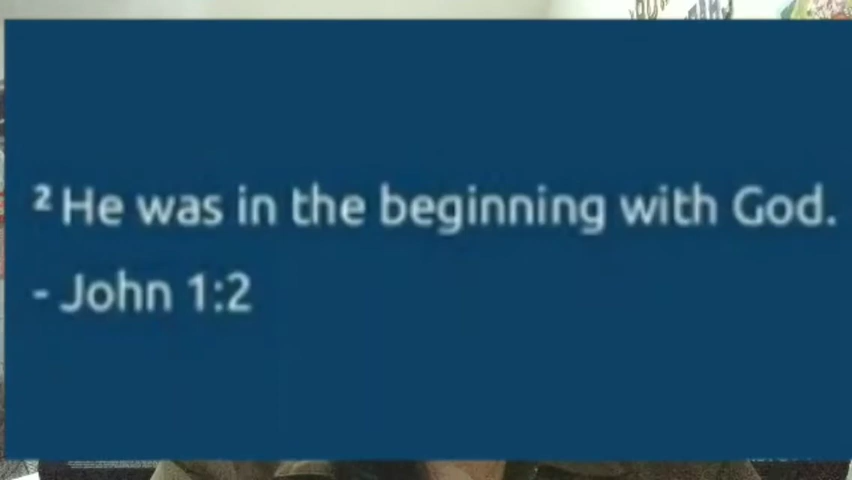 ² He was in the beginning with God.
- John 1:2